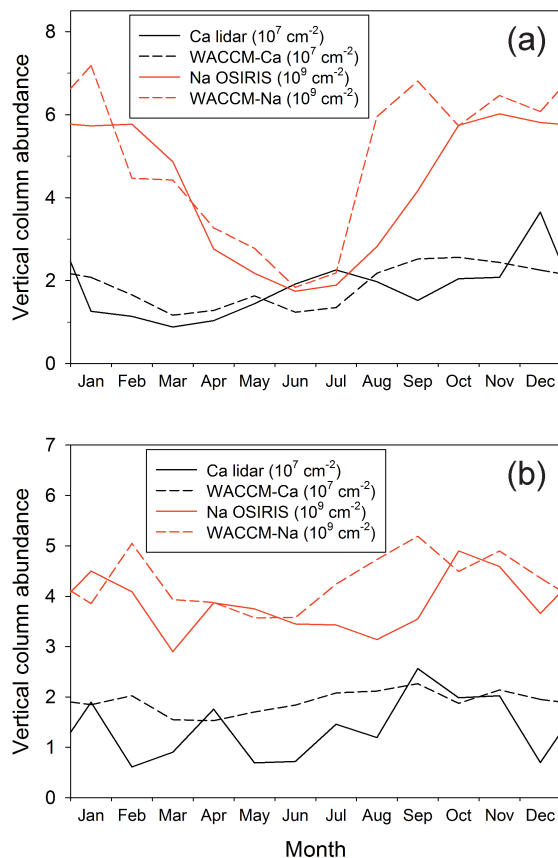 (a)
Ca lidar (10⁷ cm⁻²)
WACCM-Ca (10⁷ cm⁻²)
Na OSIRIS (10⁹ cm⁻²)
WACCM-Na (10⁹ cm⁻²)
Vertical column abundance
8
6
4
2
0
Jan Feb Mar Apr May Jun Jul Aug Sep Oct Nov Dec
(b)
Ca lidar (10⁷ cm⁻²)
WACCM-Ca (10⁷ cm⁻²)
Na OSIRIS (10⁹ cm⁻²)
WACCM-Na (10⁹ cm⁻²)
Vertical column abundance
7
6
5
4
3
2
1
0
Jan Feb Mar Apr May Jun Jul Aug Sep Oct Nov Dec
Month